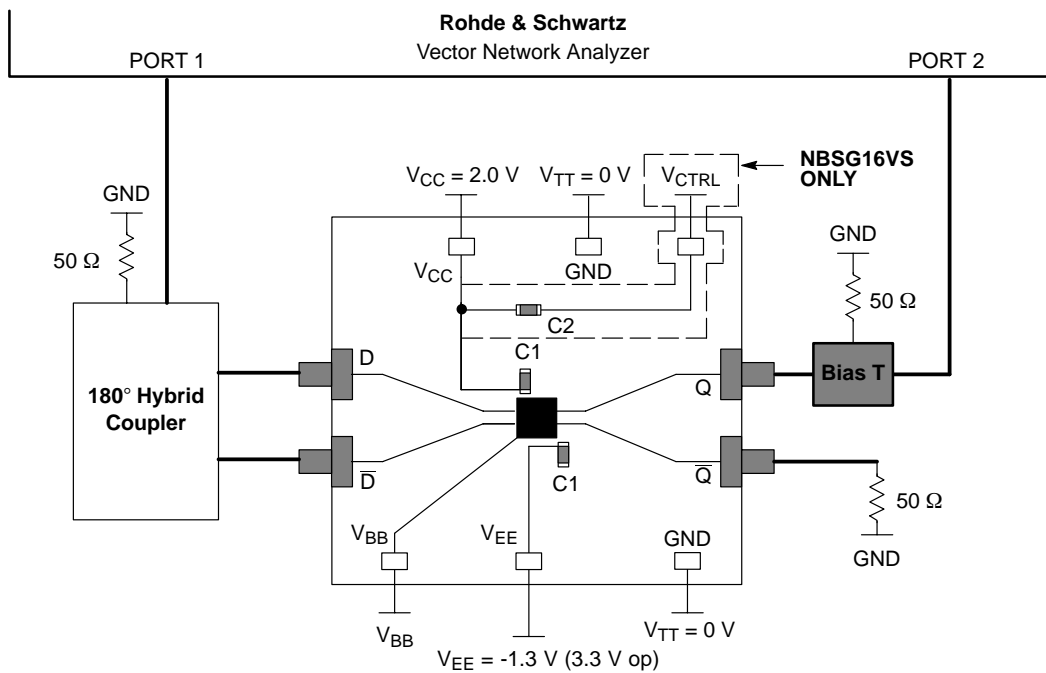 Rohde & Schwartz
Vector Network Analyzer
PORT 1
PORT 2
NBSG16VS
ONLY
VCC = 2.0 V
VTT = 0 V
VCTRL
GND
50 Ω
VCC
GND
GND
50 Ω
C2
C1
D
Q
Bias T
180° Hybrid
Coupler
D̅
C1
Q̅
50 Ω
GND
VBB
VEE
GND
VBB
VTT = 0 V
VEE = -1.3 V (3.3 V op)